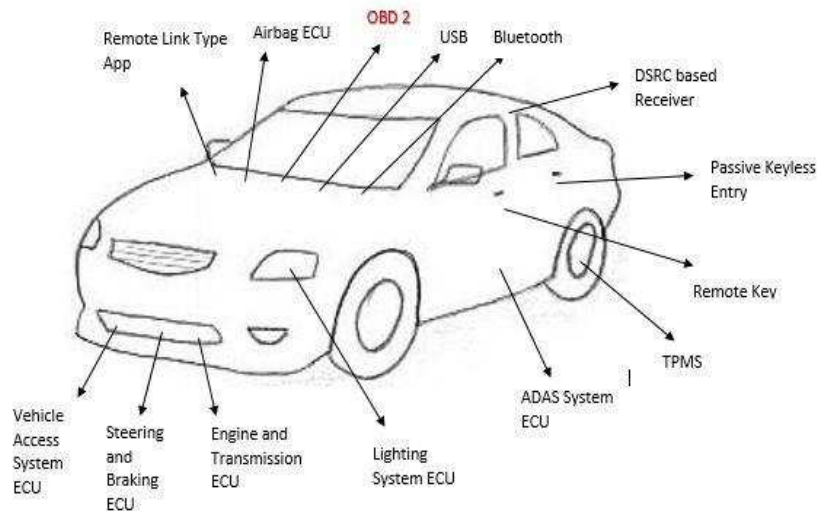 OBD 2
Remote Link Type
App
Airbag ECU
USB
Bluetooth
DSRC based
Receiver
Passive Keyless
Entry
Remote Key
TPMS
ADAS System
ECU
Lighting
System ECU
Engine and
Transmission
ECU
Steering
and
Braking
ECU
Vehicle
Access
System
ECU